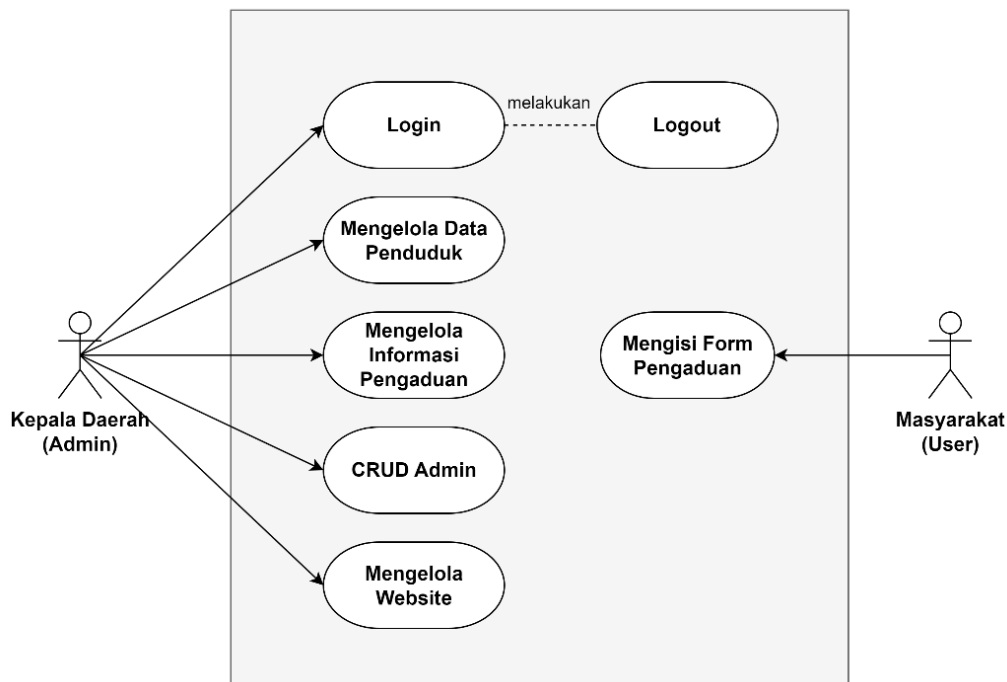 Login
melakukan
Logout
Mengelola Data
Penduduk
Mengelola
Informasi
Pengaduan
Mengisi Form
Pengaduan
Kepala Daerah
(Admin)
Masyarakat
(User)
CRUD Admin
Mengelola
Website